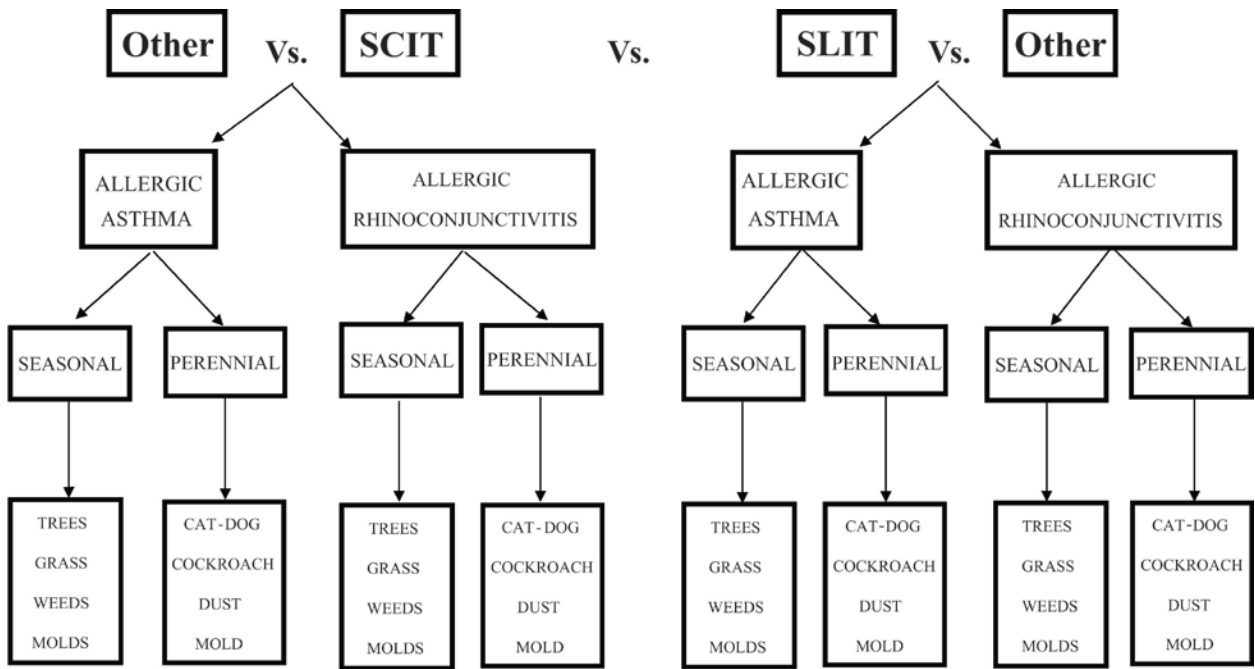 Other Vs. SCIT Vs. SLIT Vs. Other
ALLERGIC
ASTHMA
ALLERGIC
RHINOCONJUNCTIVITIS
ALLERGIC
ASTHMA
ALLERGIC
RHINOCONJUNCTIVITIS
SEASONAL
PERENNIAL
SEASONAL
PERENNIAL
SEASONAL
PERENNIAL
SEASONAL
PERENNIAL
TREES
GRASS
WEEDS
MOLDS
CAT-DOG
COCKROACH
DUST
MOLD
TREES
GRASS
WEEDS
MOLDS
CAT-DOG
COCKROACH
DUST
MOLD
TREES
GRASS
WEEDS
MOLDS
CAT-DOG
COCKROACH
DUST
MOLD
TREES
GRASS
WEEDS
MOLDS
CAT-DOG
COCKROACH
DUST
MOLD